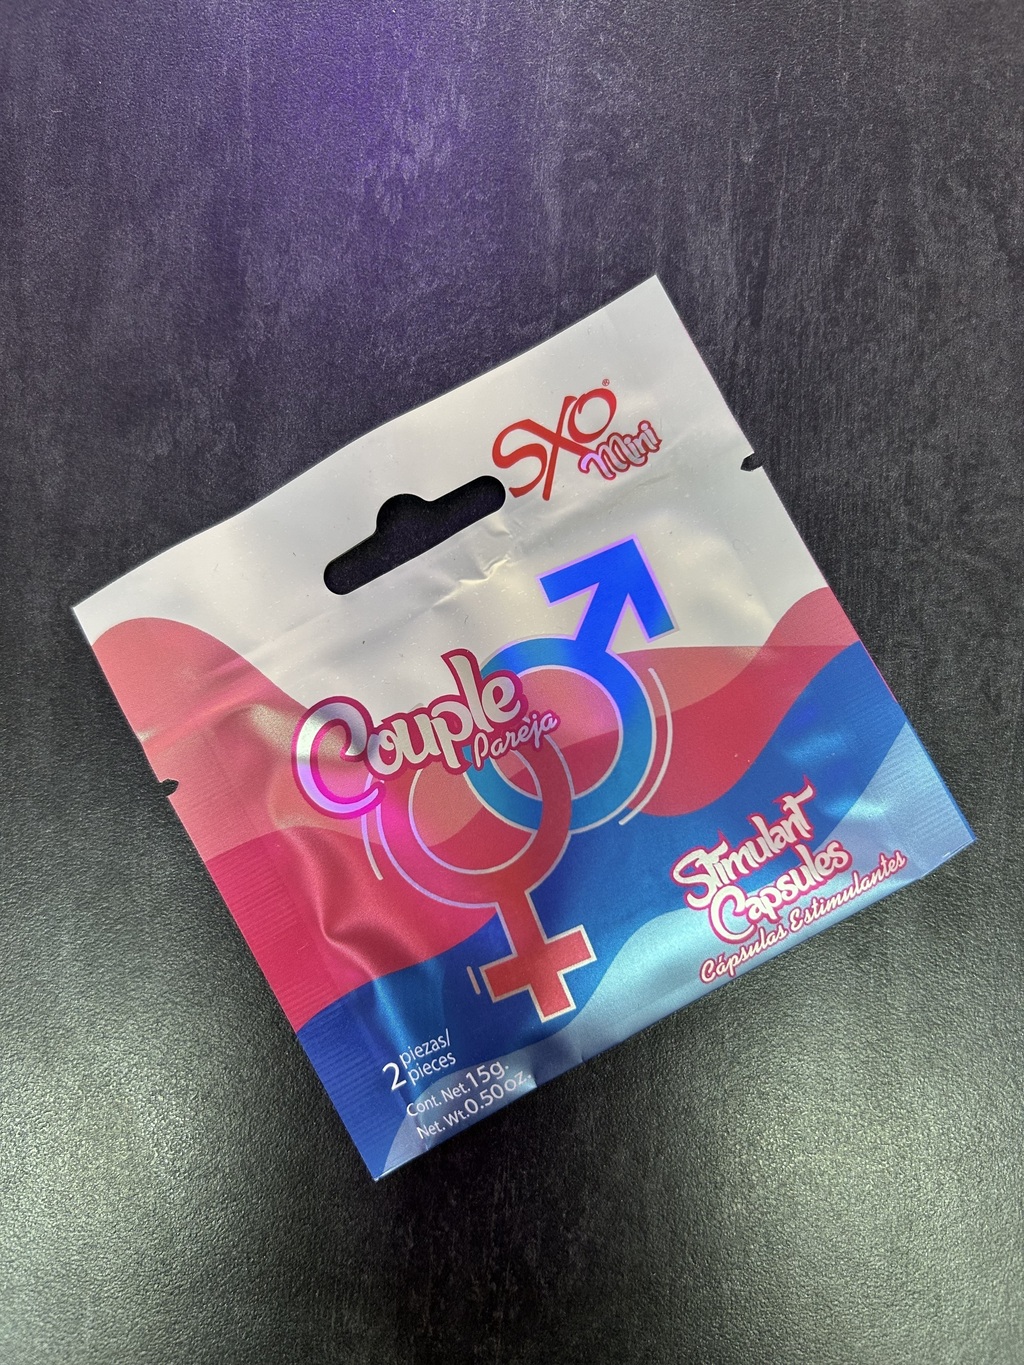 SXO®
Mini
Couple
Pareja
Stimulant
Capsules
Cápsulas Estimulantes
2 piezas/
pieces
Cont. Net. 15g.
Net. Wt. 0.50 oz.